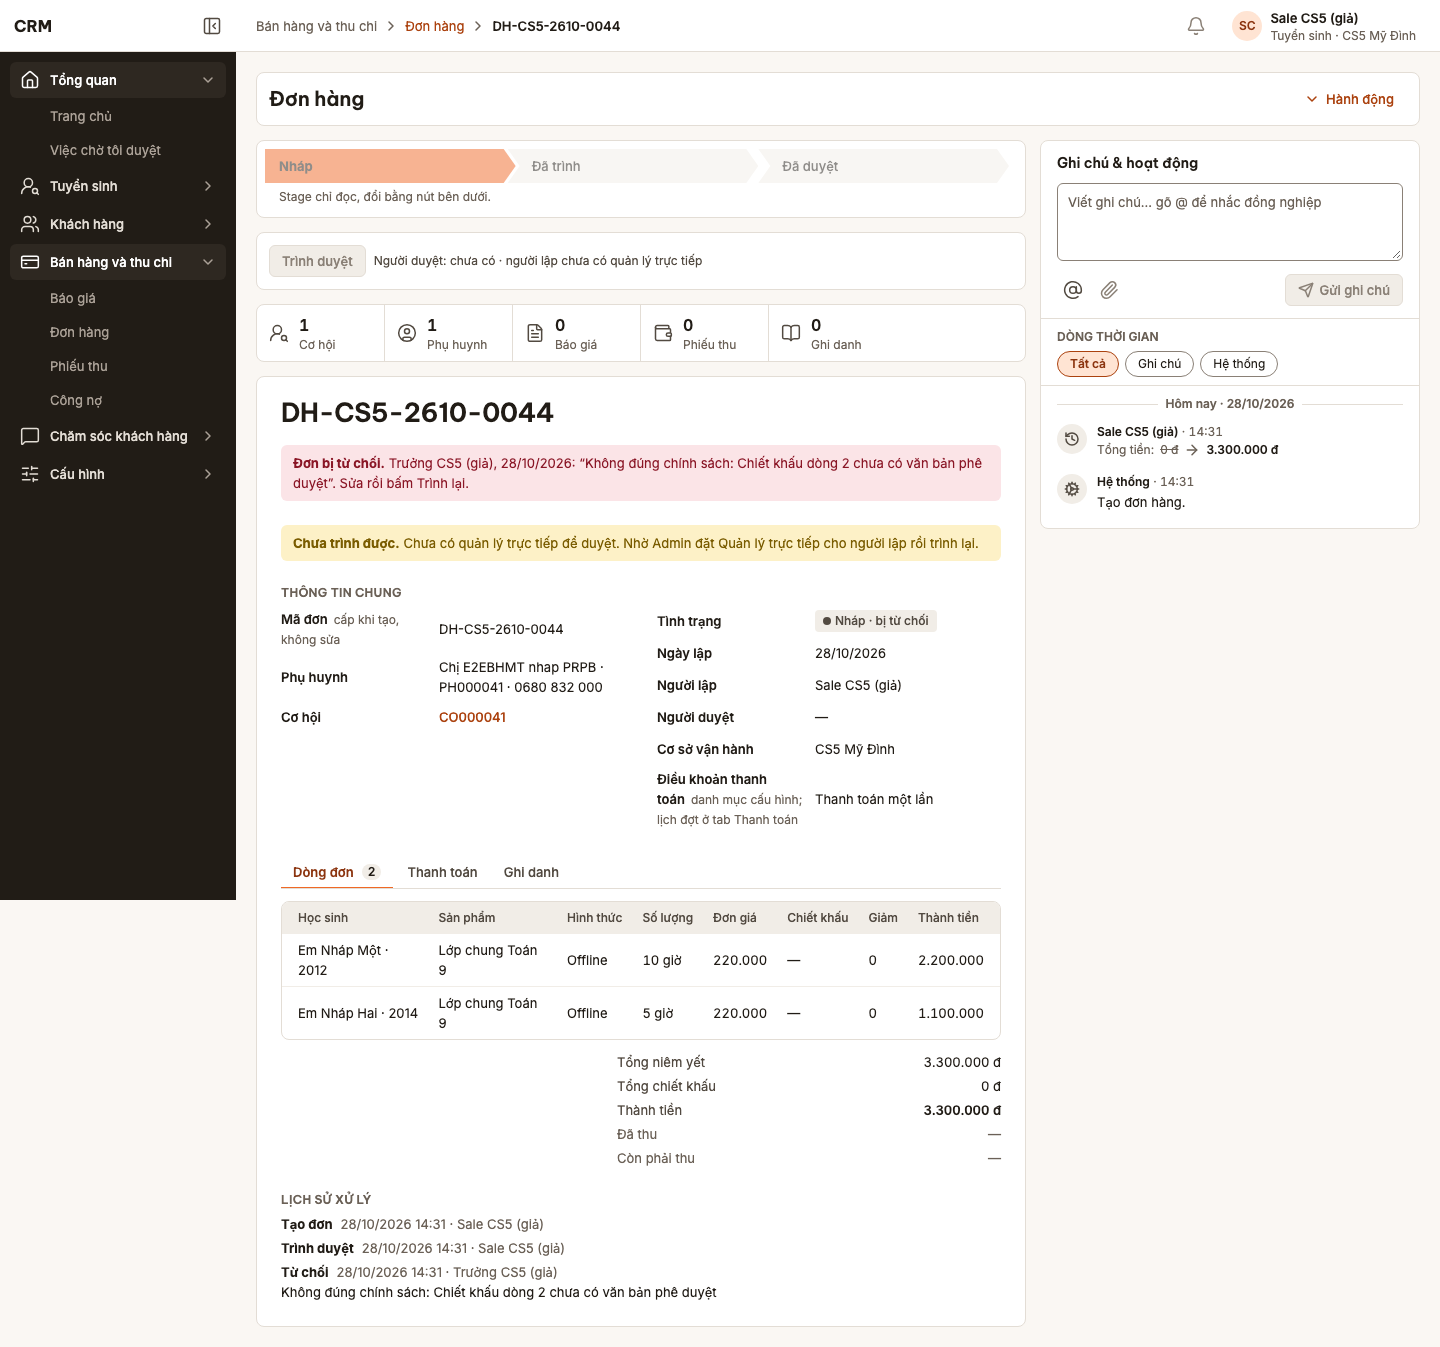 CRM
Bán hàng và thu chi > Đơn hàng > DH-CS5-2610-0044
SC
Sale CS5 (giả)
Tuyển sinh · CS5 Mỹ Đình
Tổng quan
Trang chủ
Việc chờ tôi duyệt
Tuyển sinh
Khách hàng
Bán hàng và thu chi
Báo giá
Đơn hàng
Phiếu thu
Công nợ
Chăm sóc khách hàng
Cấu hình
Đơn hàng
Hành động
Nháp
Đã trình
Đã duyệt
Stage chỉ đọc, đổi bằng nút bên dưới.
Trình duyệt
Người duyệt: chưa có · người lập chưa có quản lý trực tiếp
1
Cơ hội
1
Phụ huynh
0
Báo giá
0
Phiếu thu
0
Ghi danh
DH-CS5-2610-0044
Đơn bị từ chối. Trưởng CS5 (giả), 28/10/2026: “Không đúng chính sách: Chiết khấu dòng 2 chưa có văn bản phê
duyệt”. Sửa rồi bấm Trình lại.
Chưa trình được. Chưa có quản lý trực tiếp để duyệt. Nhờ Admin đặt Quản lý trực tiếp cho người lập rồi trình lại.
THÔNG TIN CHUNG
Mã đơn cấp khi tạo,
không sửa
DH-CS5-2610-0044
Phụ huynh
Chị E2EBHMT nhap PRPB ·
PH000041 · 0680 832 000
Cơ hội
CO000041
Tình trạng
Nháp · bị từ chối
Ngày lập
28/10/2026
Người lập
Sale CS5 (giả)
Người duyệt
—
Cơ sở vận hành
CS5 Mỹ Đình
Điều khoản thanh
toán danh mục cấu hình;
lịch đợt ở tab Thanh toán
Thanh toán một lần
Dòng đơn 2
Thanh toán
Ghi danh
Học sinh
Sản phẩm
Hình thức
Số lượng
Đơn giá
Chiết khấu
Giảm
Thành tiền
Em Nháp Một ·
2012
Lớp chung Toán
9
Offline
10 giờ
220.000
—
0
2.200.000
Em Nháp Hai · 2014
Lớp chung Toán
9
Offline
5 giờ
220.000
—
0
1.100.000
Tổng niêm yết
3.300.000 đ
Tổng chiết khấu
0 đ
Thành tiền
3.300.000 đ
Đã thu
—
Còn phải thu
—
LỊCH SỬ XỬ LÝ
Tạo đơn 28/10/2026 14:31 · Sale CS5 (giả)
Trình duyệt 28/10/2026 14:31 · Sale CS5 (giả)
Từ chối 28/10/2026 14:31 · Trưởng CS5 (giả)
Không đúng chính sách: Chiết khấu dòng 2 chưa có văn bản phê duyệt
Ghi chú & hoạt động
Viết ghi chú... gõ @ để nhắc đồng nghiệp
Gửi ghi chú
DÒNG THỜI GIAN
Tất cả
Ghi chú
Hệ thống
Hôm nay · 28/10/2026
Sale CS5 (giả) · 14:31
Tổng tiền: 0 đ → 3.300.000 đ
Hệ thống · 14:31
Tạo đơn hàng.